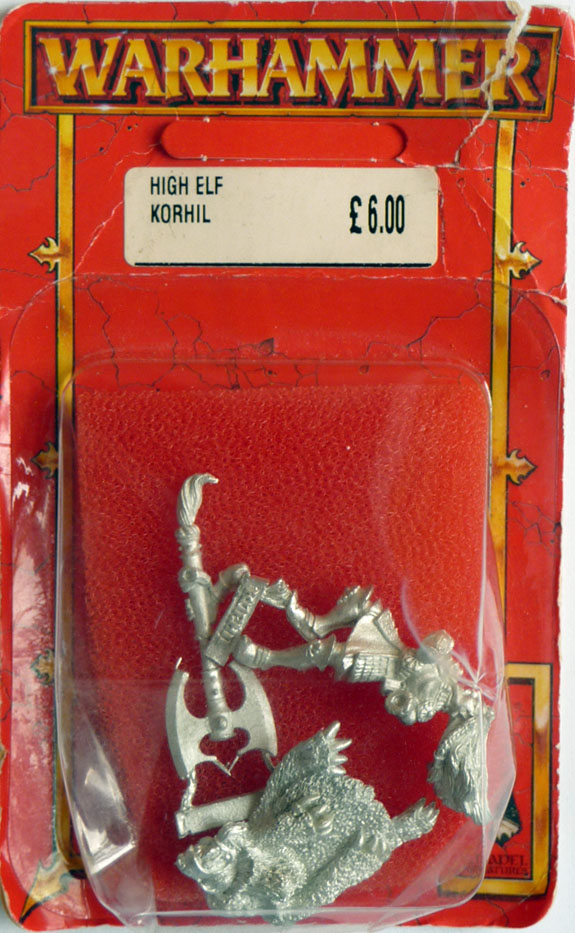 WARHAMMER
HIGH ELF
KORHIL
£6.00